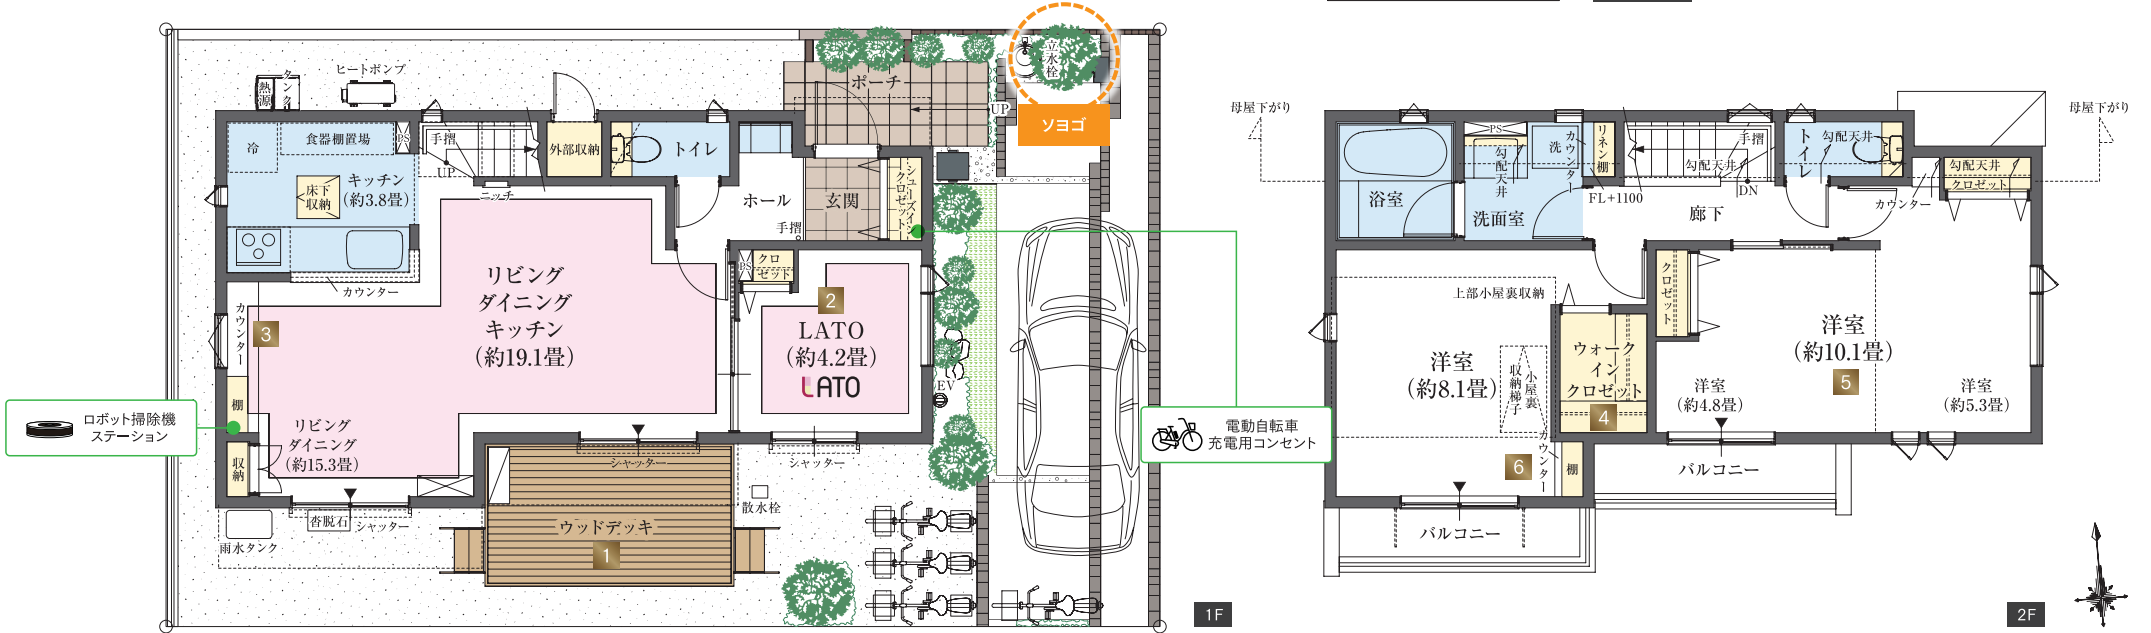 熱源
タンク
ヒートポンプ
立水栓
ポーチ
UP
ソヨゴ
冷
食器棚置場
PS
手摺
UP
外部収納
トイレ
キッチン
(約3.8畳)
床下
収納
ニッチ
ホール
玄関
シューズイン
クロゼット
手摺
カウンター
カウンター
3
リビング
ダイニング
キッチン
(約19.1畳)
PS
クロ
ゼット
2
LATO
(約4.2畳)
LATO
EV
棚
ロボット掃除機
ステーション
リビング
ダイニング
(約15.3畳)
収納
シャッター
シャッター
沓脱石
シャッター
雨水タンク
散水栓
ウッドデッキ
1
電動自転車
充電用コンセント
1F
母屋下がり
母屋下がり
PS
勾配天井
洗
カウンター
リネン棚
手摺
勾配天井
トイレ
勾配天井
勾配天井
クロゼット
浴室
洗面室
FL+1100
DN
廊下
カウンター
上部小屋裏収納
クロゼット
洋室
(約8.1畳)
小屋裏
収納梯子
ウォーク
イン
クロゼット
4
洋室
(約10.1畳)
5
洋室
(約4.8畳)
洋室
(約5.3畳)
6
カウンター
棚
バルコニー
バルコニー
2F